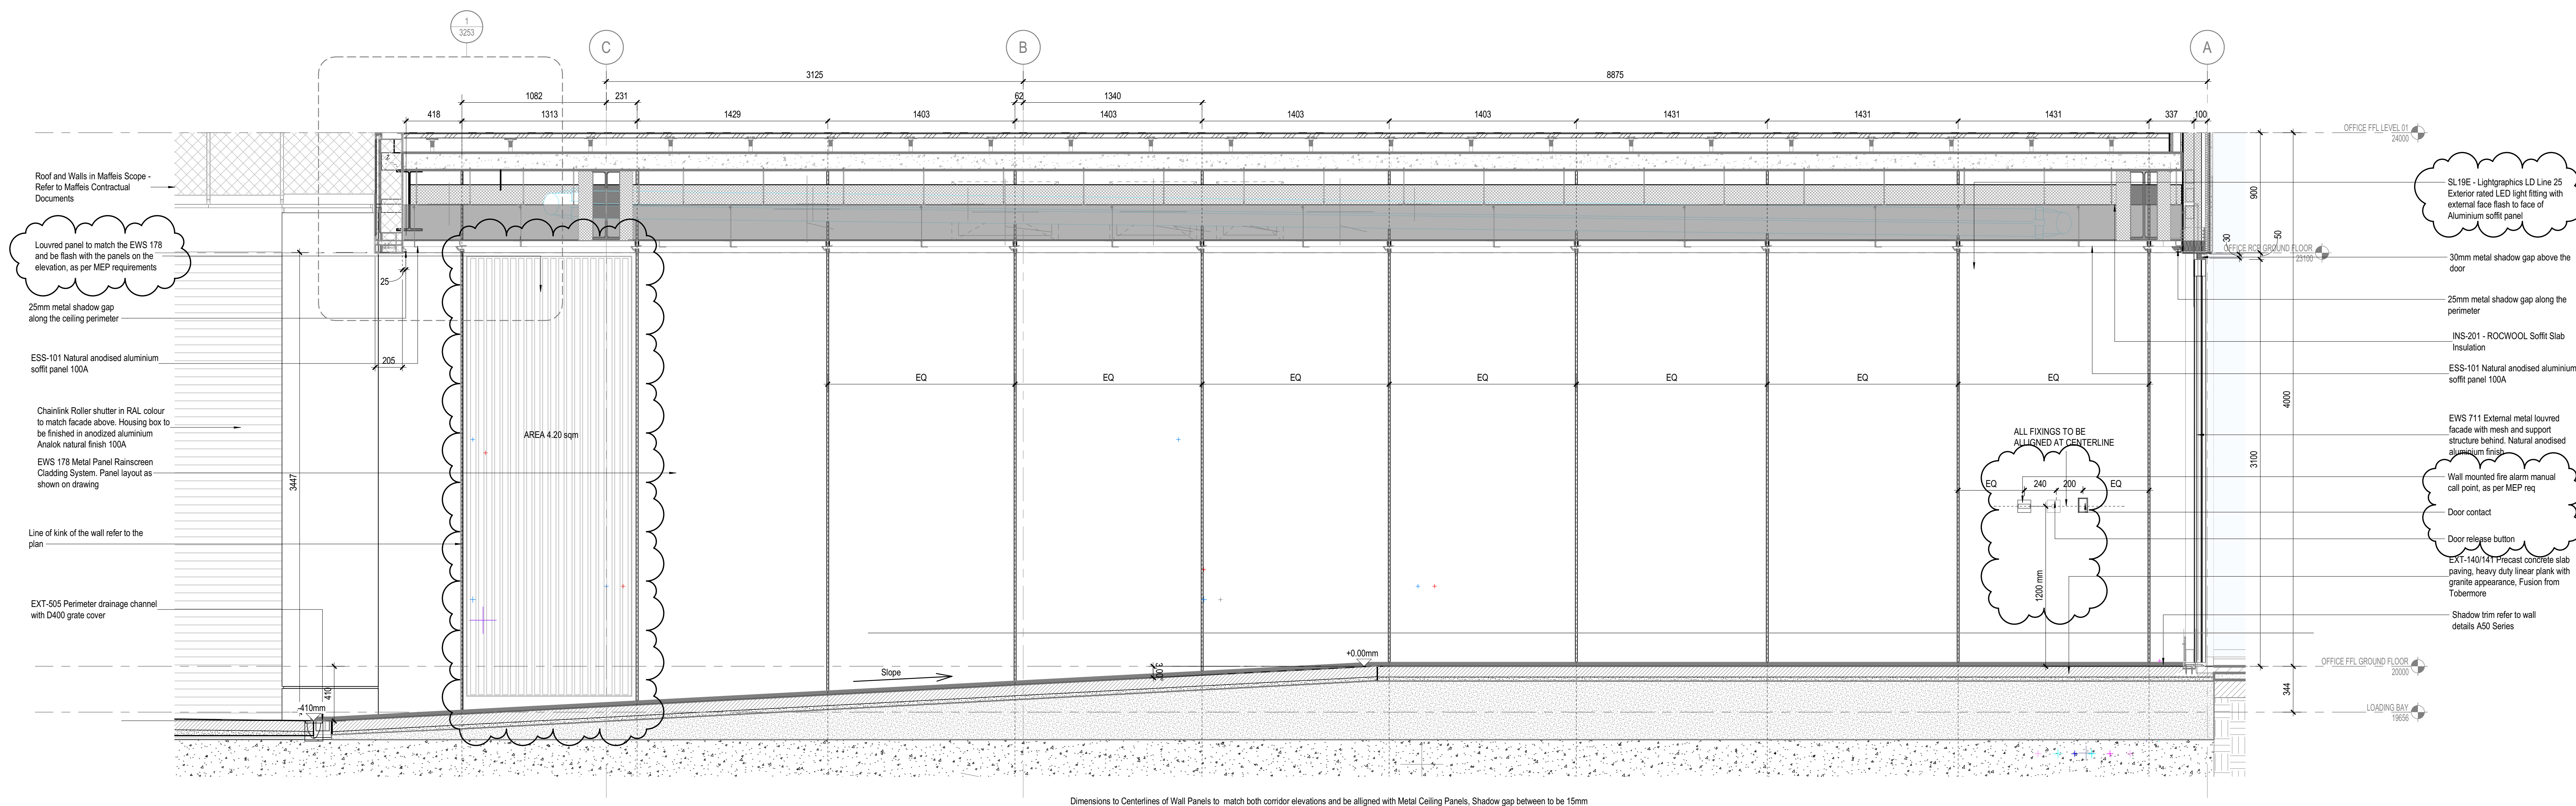 1
3253
C
B
A
3125
8875
1082
231
62
1340
418
1313
1429
1403
1403
1403
1403
1431
1431
1431
337
100
OFFICE FFL LEVEL 01
24000
Roof and Walls in Maffeis Scope -
Refer to Maffeis Contractual
Documents
Louvred panel to match the EWS 178
and be flash with the panels on the
elevation, as per MEP requirements
25mm metal shadow gap
along the ceiling perimeter
ESS-101 Natural anodised aluminium
soffit panel 100A
Chainlink Roller shutter in RAL colour
to match facade above. Housing box to
be finished in anodized aluminium
Analok natural finish 100A
EWS 178 Metal Panel Rainscreen
Cladding System. Panel layout as
shown on drawing
Line of kink of the wall refer to the
plan
EXT-505 Perimeter drainage channel
with D400 grate cover
25
205
3447
410
-410mm
AREA 4.20 sqm
EQ
EQ
EQ
EQ
EQ
EQ
EQ
Slope
+0.00mm
ALL FIXINGS TO BE
ALLIGNED AT CENTERLINE
EQ
240
200
EQ
1200 mm
900
30
50
4000
3100
344
OFFICE RCP GROUND FLOOR
23100
SL19E - Lightgraphics LD Line 25
Exterior rated LED light fitting with
external face flash to face of
Aluminium soffit panel
30mm metal shadow gap above the
door
25mm metal shadow gap along the
perimeter
INS-201 - ROCWOOL Soffit Slab
Insulation
ESS-101 Natural anodised aluminium
soffit panel 100A
EWS 711 External metal louvred
facade with mesh and support
structure behind. Natural anodised
aluminium finish
Wall mounted fire alarm manual
call point, as per MEP req
Door contact
Door release button
EXT-140/141 Precast concrete slab
paving, heavy duty linear plank with
granite appearance, Fusion from
Tobermore
Shadow trim refer to wall
details A50 Series
OFFICE FFL GROUND FLOOR
20000
LOADING BAY
19656
Dimensions to Centerlines of Wall Panels to match both corridor elevations and be alligned with Metal Ceiling Panels, Shadow gap between to be 15mm